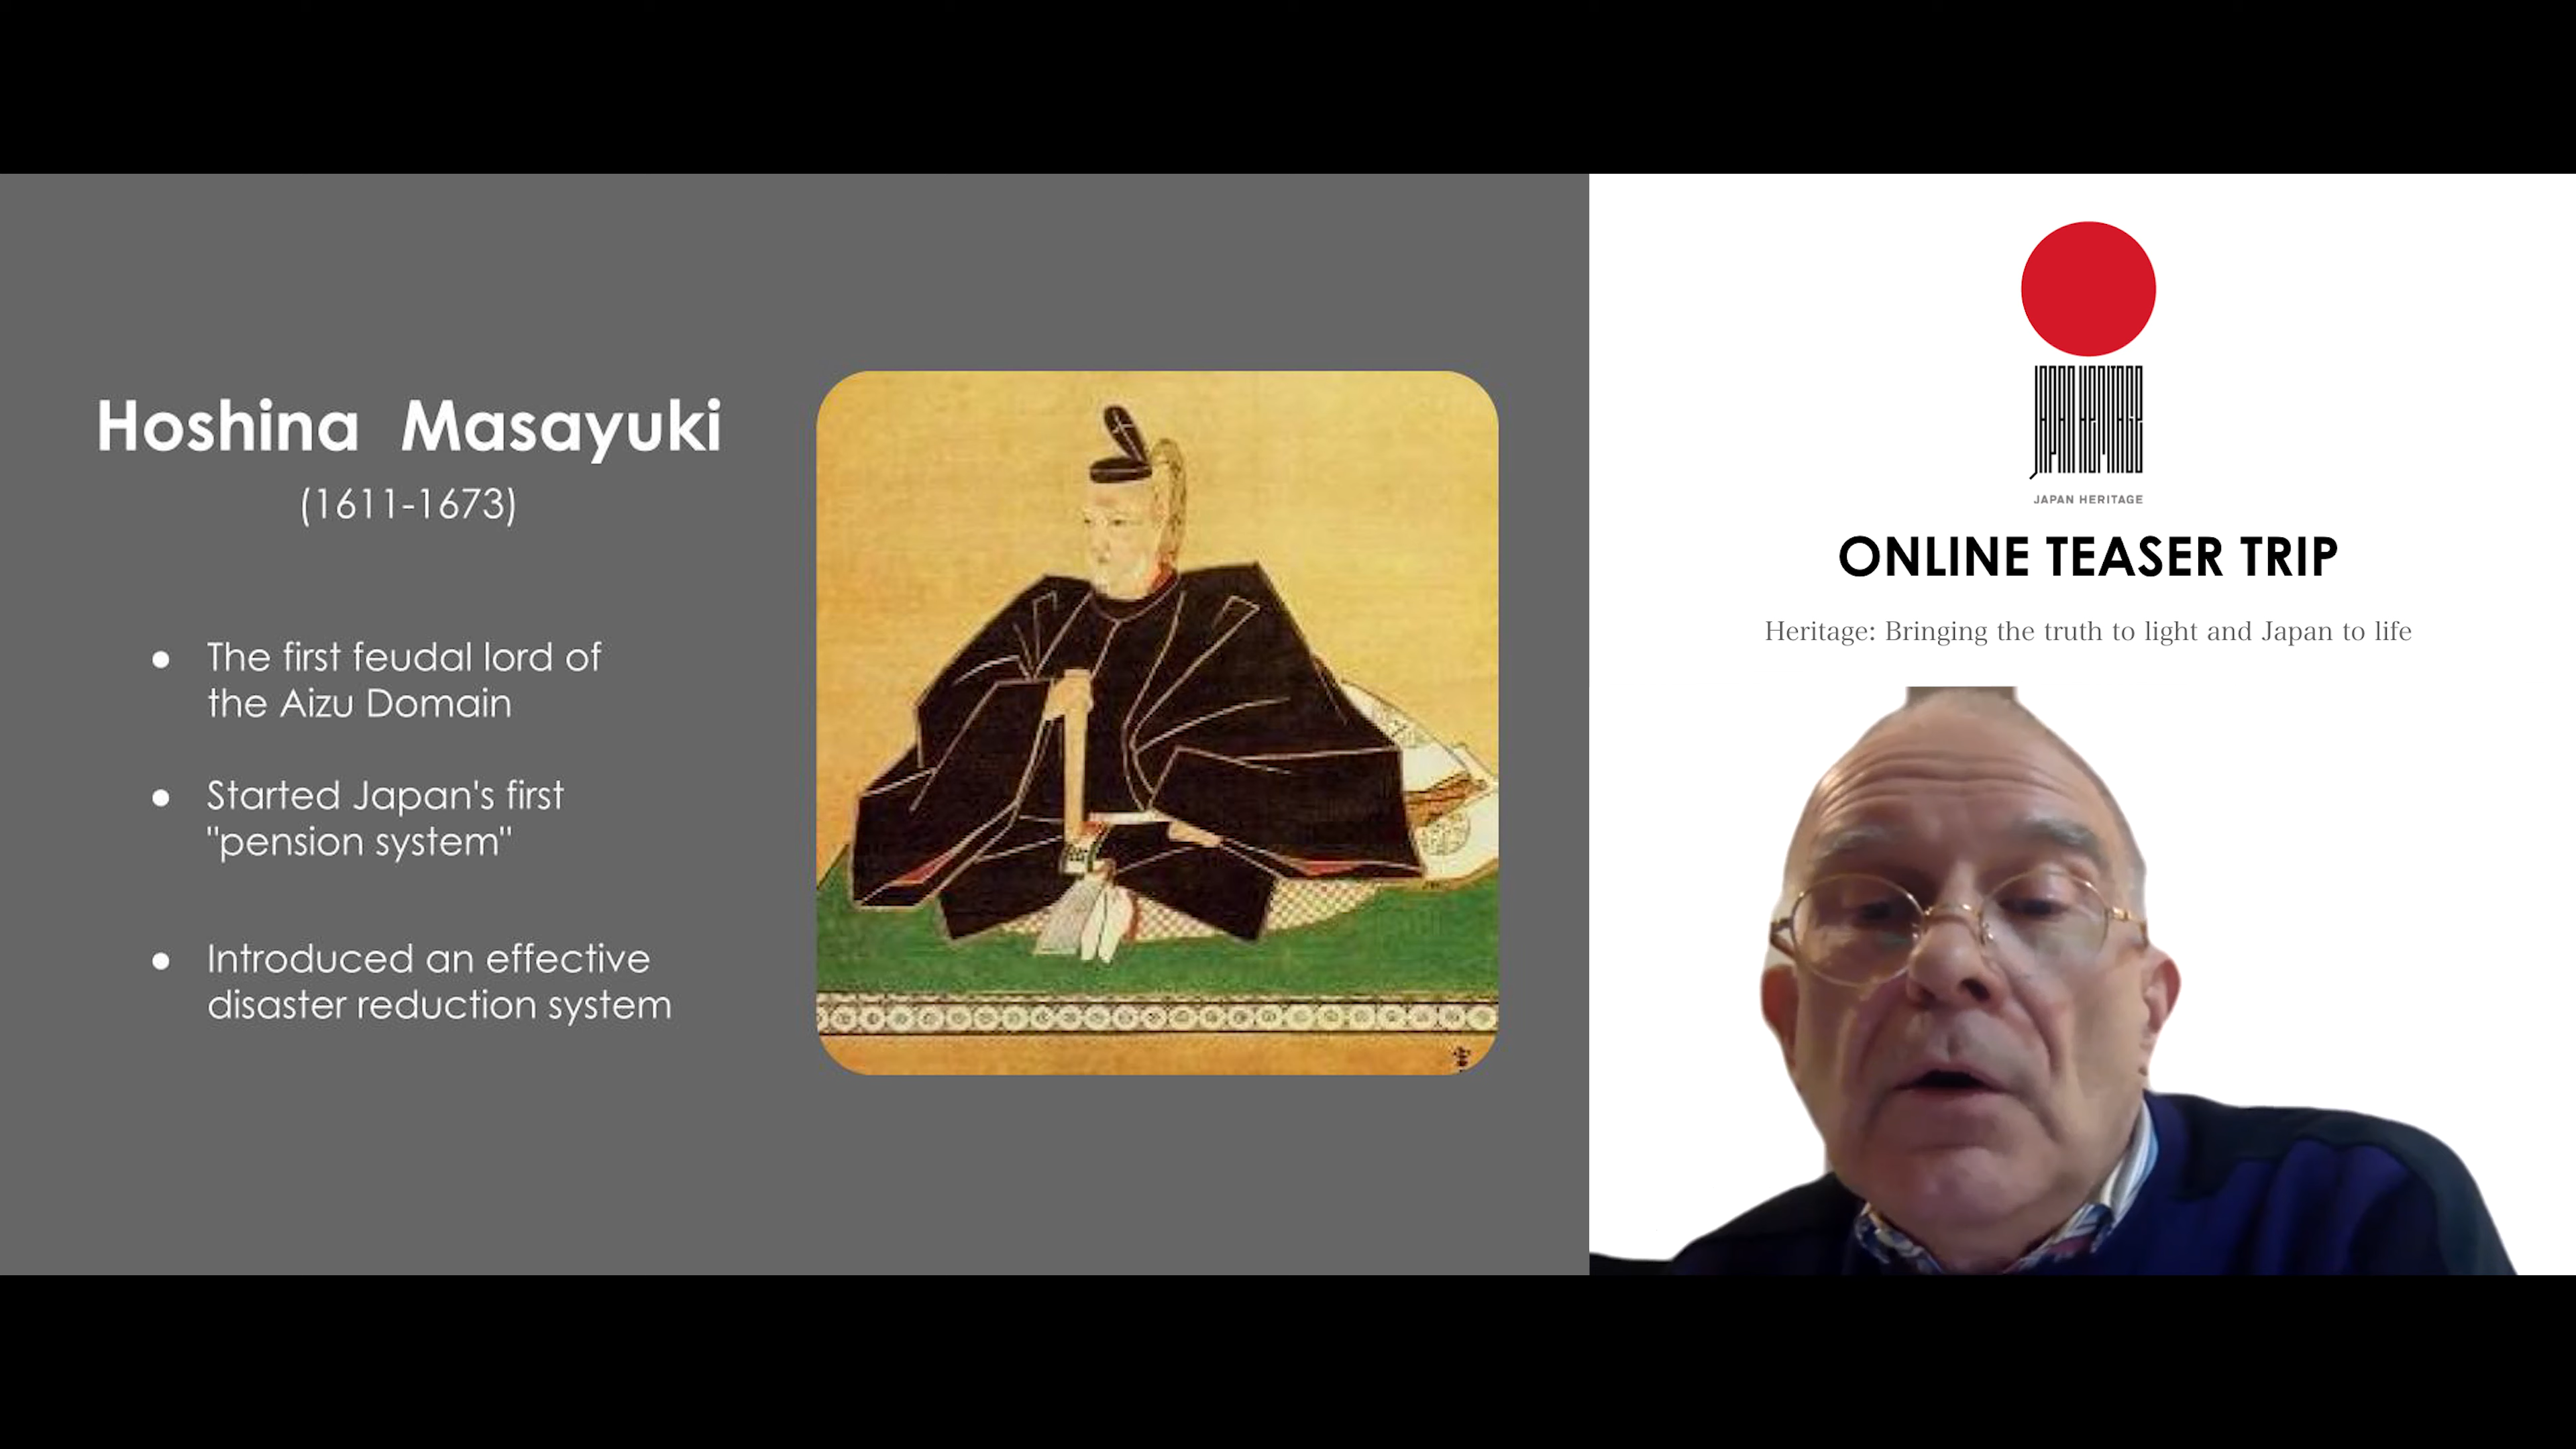 Hoshina Masayuki
(1611-1673)
● The first feudal lord of
the Aizu Domain
● Started Japan's first
"pension system"
● Introduced an effective
disaster reduction system
JAPAN HERITAGE
JAPAN HERITAGE
ONLINE TEASER TRIP
Heritage: Bringing the truth to light and Japan to life